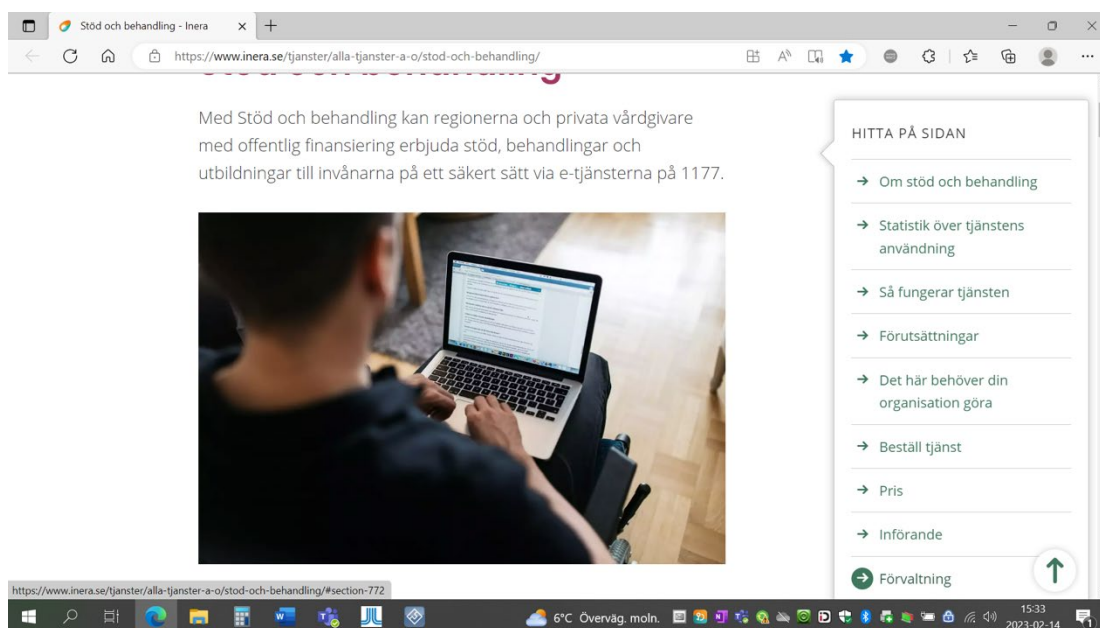 Stöd och behandling - Inera
https://www.inera.se/tjanster/alla-tjanster-a-o/stod-och-behandling/
Stöd och behandling
Med Stöd och behandling kan regionerna och privata vårdgivare
med offentlig finansiering erbjuda stöd, behandlingar och
utbildningar till invånarna på ett säkert sätt via e-tjänsterna på 1177.
HITTA PÅ SIDAN
Om stöd och behandling
Statistik över tjänstens
användning
Så fungerar tjänsten
Förutsättningar
Det här behöver din
organisation göra
Beställ tjänst
Pris
Införande
Förvaltning
https://www.inera.se/tjanster/alla-tjanster-a-o/stod-och-behandling/#section-772
6°C Överväg. moln.
15:33
2023-02-14